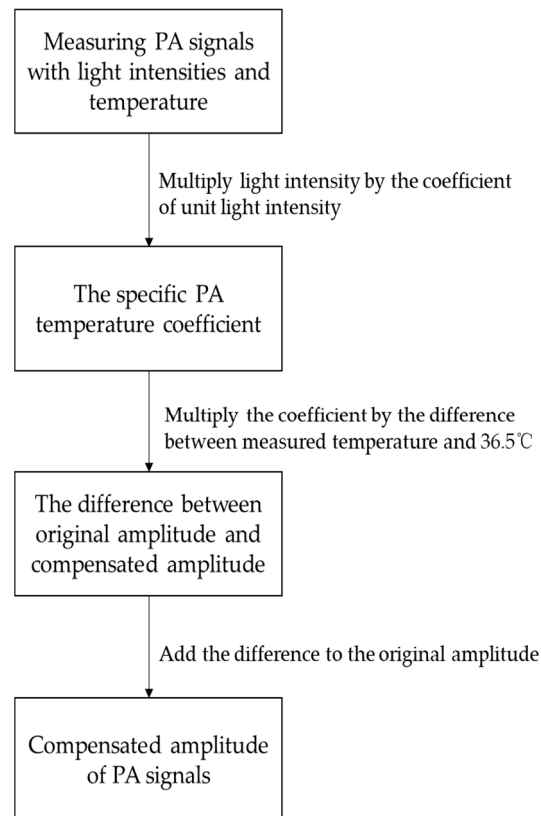 Measuring PA signals
with light intensities and
temperature
Multiply light intensity by the coefficient
of unit light intensity
The specific PA
temperature coefficient
Multiply the coefficient by the difference
between measured temperature and 36.5℃
The difference between
original amplitude and
compensated amplitude
Add the difference to the original amplitude
Compensated amplitude
of PA signals